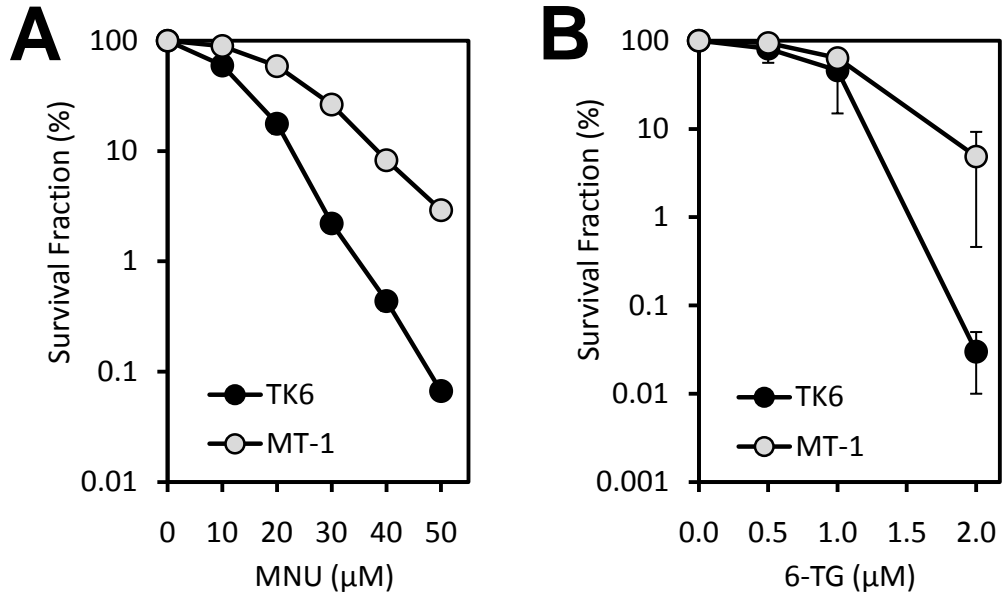 A
Survival Fraction (%)
100
10
1
0.1
0.01
TK6
MT-1
0 10 20 30 40 50
MNU (µM)
B
Survival Fraction (%)
100
10
1
0.1
0.01
0.001
TK6
MT-1
0.0 0.5 1.0 1.5 2.0
6-TG (µM)